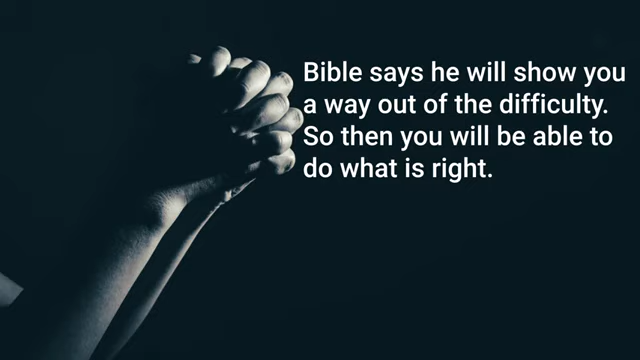 Bible says he will show you
a way out of the difficulty.
So then you will be able to
do what is right.